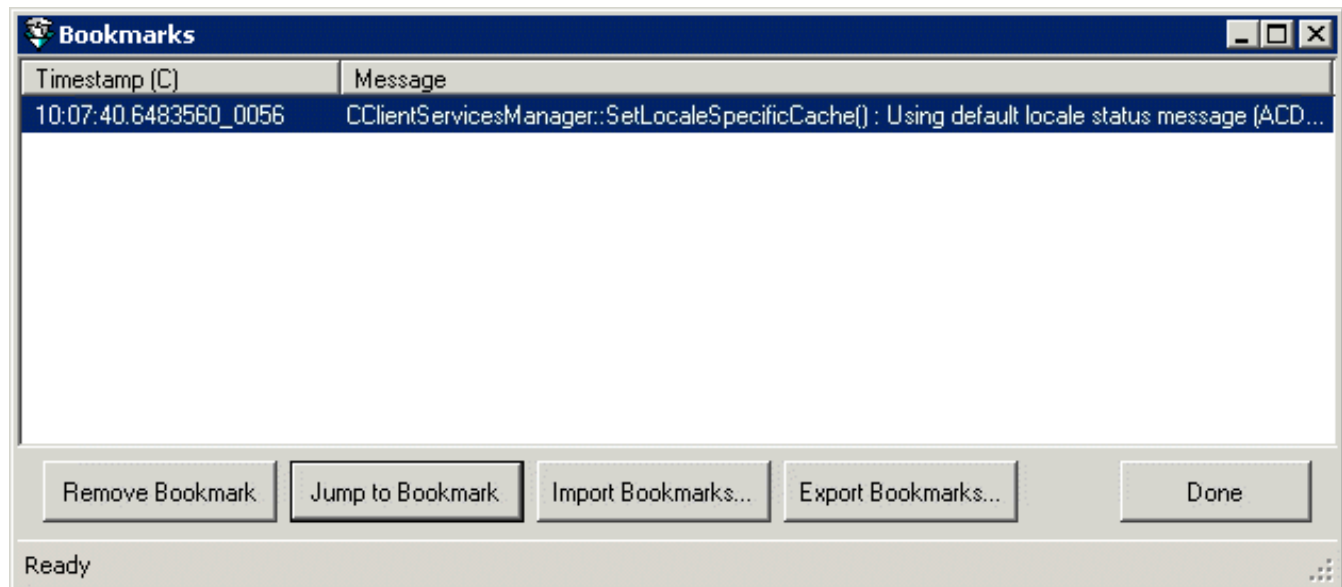 Bookmarks
Timestamp (C) Message
10:07:40.6483560_0056 CClientServicesManager::SetLocaleSpecificCache() : Using default locale status message (ACD...
Remove Bookmark Jump to Bookmark Import Bookmarks... Export Bookmarks... Done
Ready